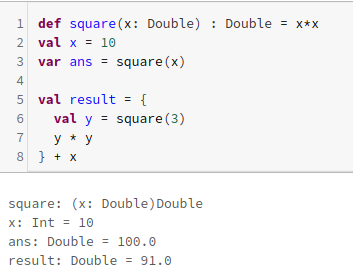 1 def square(x: Double) : Double = x*x
2 val x = 10
3 var ans = square(x)
4
5 val result = {
6   val y = square(3)
7   y * y
8 } + x
square: (x: Double)Double
x: Int = 10
ans: Double = 100.0
result: Double = 91.0